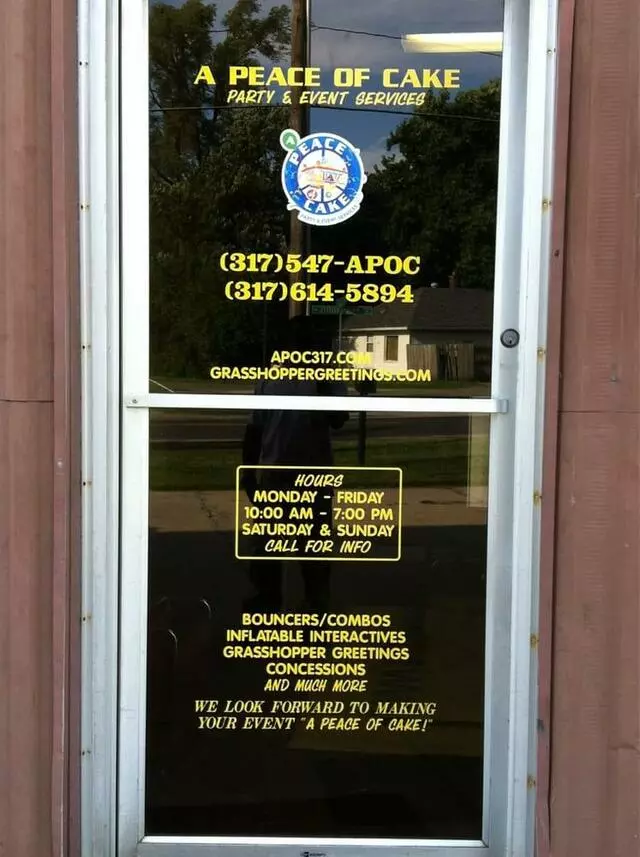 A PEACE OF CAKE
PARTY & EVENT SERVICES
A
PEACE
CAKE
(317)547-APOC
(317)614-5894
APOC317.COM
GRASSHOPPERGREETINGS.COM
HOURS
MONDAY - FRIDAY
10:00 AM - 7:00 PM
SATURDAY & SUNDAY
CALL FOR INFO
BOUNCERS/COMBOS
INFLATABLE INTERACTIVES
GRASSHOPPER GREETINGS
CONCESSIONS
AND MUCH MORE
WE LOOK FORWARD TO MAKING
YOUR EVENT "A PEACE OF CAKE!"